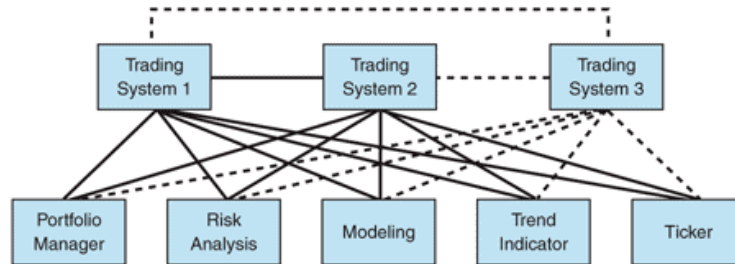 Trading
System 1
Trading
System 2
Trading
System 3
Portfolio
Manager
Risk
Analysis
Modeling
Trend
Indicator
Ticker